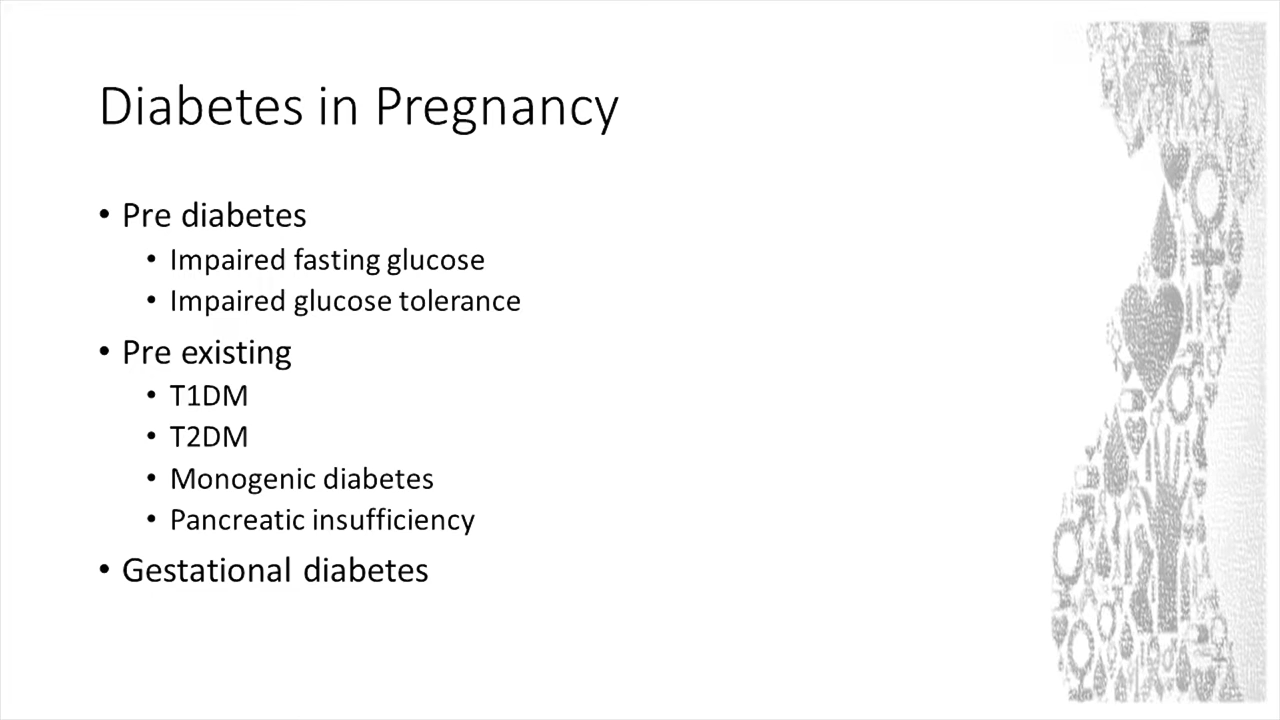 Diabetes in Pregnancy
• Pre diabetes
• Impaired fasting glucose
• Impaired glucose tolerance
• Pre existing
• T1DM
• T2DM
• Monogenic diabetes
• Pancreatic insufficiency
• Gestational diabetes